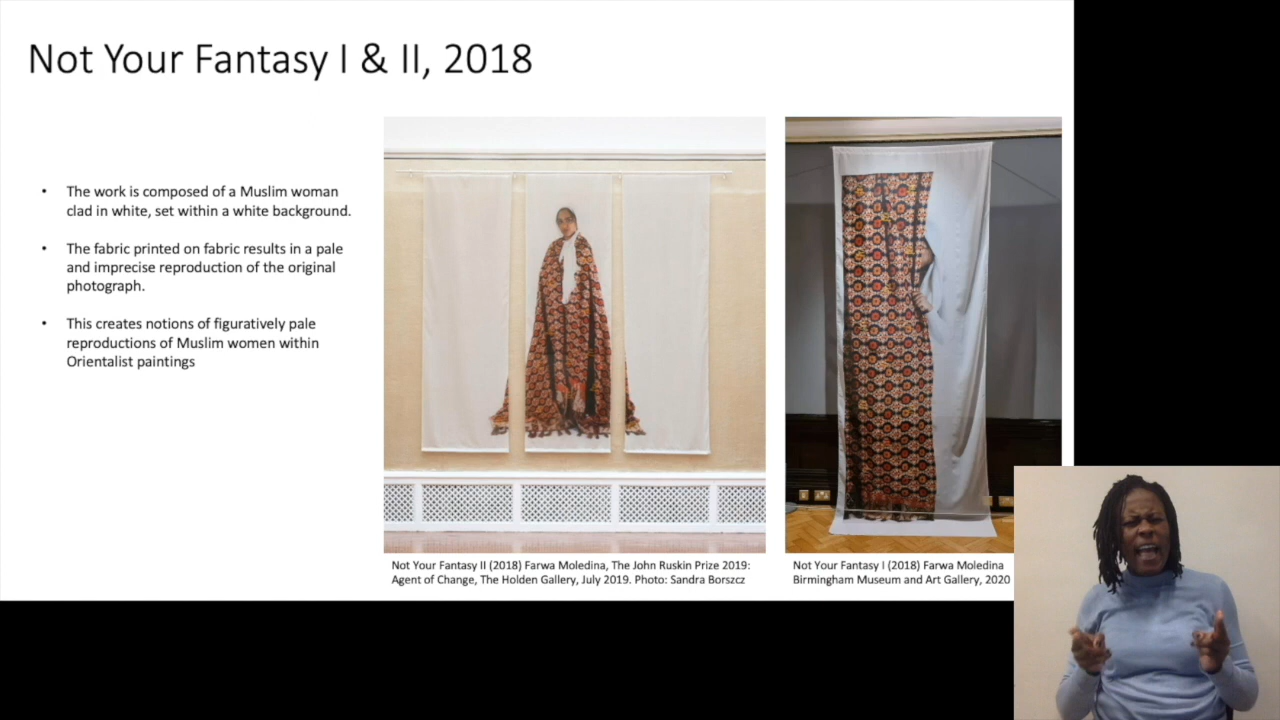 Not Your Fantasy I & II, 2018
• The work is composed of a Muslim woman
clad in white, set within a white background.
• The fabric printed on fabric results in a pale
and imprecise reproduction of the original
photograph.
• This creates notions of figuratively pale
reproductions of Muslim women within
Orientalist paintings
Not Your Fantasy II (2018) Farwa Moledina, The John Ruskin Prize 2019:
Agent of Change, The Holden Gallery, July 2019. Photo: Sandra Borszcz
Not Your Fantasy I (2018) Farwa Moledina
Birmingham Museum and Art Gallery, 2020